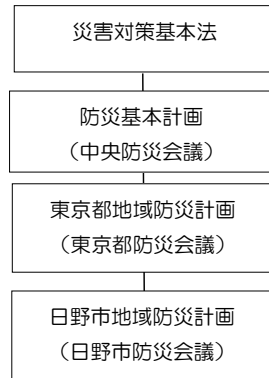 災害対策基本法
防災基本計画
（中央防災会議）
東京都地域防災計画
（東京都防災会議）
日野市地域防災計画
（日野市防災会議）